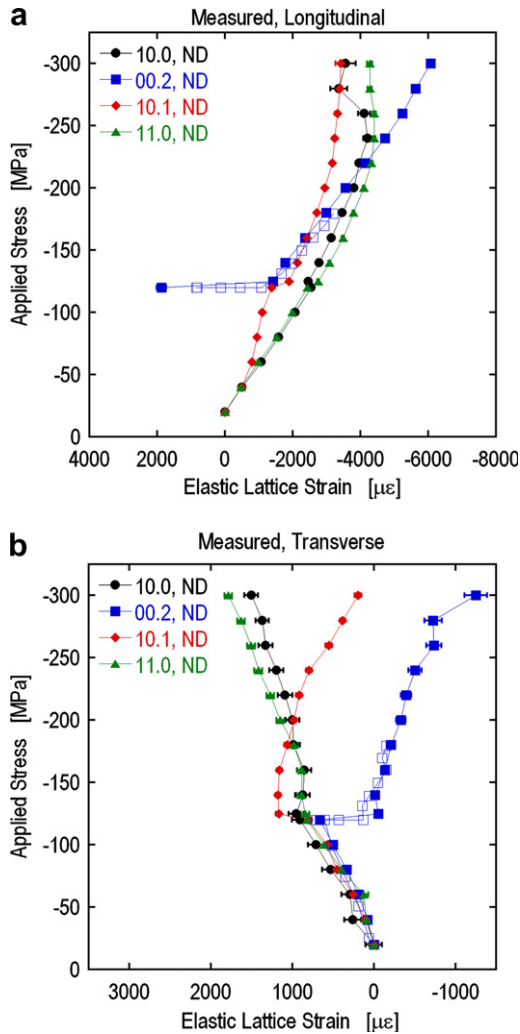 a
Measured, Longitudinal
10.0, ND
00.2, ND
10.1, ND
11.0, ND
Applied Stress [MPa]
-300
-250
-200
-150
-100
-50
0
4000 2000 0 -2000 -4000 -6000 -8000
Elastic Lattice Strain [με]
b
Measured, Transverse
10.0, ND
00.2, ND
10.1, ND
11.0, ND
Applied Stress [MPa]
-300
-250
-200
-150
-100
-50
0
3000 2000 1000 0 -1000
Elastic Lattice Strain [με]